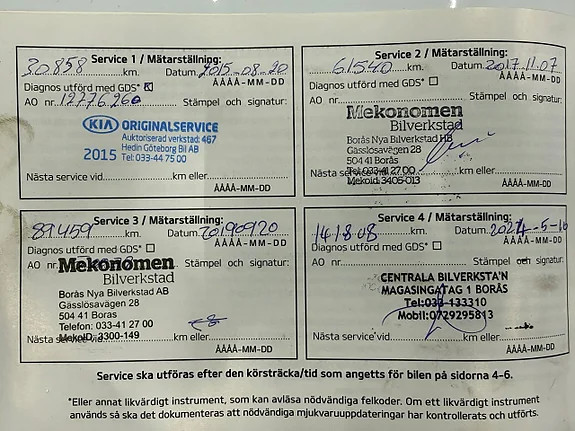 Service 1 / Mätarställning:
30858 km. Datum 2015-08-20
ÅÅÅÅ-MM-DD
Diagnos utförd med GDS*
AO nr. 12776260 Stämpel och signatur:
KIA ORIGINALSERVICE
Auktoriserad verkstad: 467
Hedin Göteborg Bil AB
2015 Tel:033-44 75 00
Nästa service vid km eller
ÅÅÅÅ-MM-DD
Service 2 / Mätarställning:
61540 km. Datum 2017.11.07
ÅÅÅÅ-MM-DD
Diagnos utförd med GDS*
AO nr. Stämpel och signatur:
Mekonomen
Bilverkstad
Borås Nya Bilverkstad HB
Gässlösavägen 28
504 41 Borås
Tel: 033-41 27 00
Nästa service vid km eller
MekoId: 3405-013
ÅÅÅÅ-MM-DD
Service 3 / Mätarställning:
89459 km. Datum 20190920
ÅÅÅÅ-MM-DD
Diagnos utförd med GDS*
AO nr. Stämpel och signatur:
Mekonomen
Bilverkstad
Borås Nya Bilverkstad AB
Gässlösavägen 28
504 41 Borås
Telefon: 033-41 27 00
MekoID, 3300-149
Nästa service vid km eller
ÅÅÅÅ-MM-DD
Service 4 / Mätarställning:
141808 km. Datum
ÅÅÅÅ-MM-DD
Diagnos utförd med GDS*
AO nr. Stämpel och signatur:
CENTRALA BILVERKSTA'N
MAGASINGATAG 1 BORÅS
Tel:033-133310
Mobil:0729295813
Nästa service vid km eller
ÅÅÅÅ-MM-DD
Service ska utföras efter den körsträcka/tid som angetts för bilen på sidorna 4-6.
*Eller annat likvärdigt instrument, som kan avläsa nödvändiga felkoder. Om ett likvärdigt instrument
används så ska det dokumenteras att nödvändiga mjukvaruuppdateringar har kontrollerats och utförts.